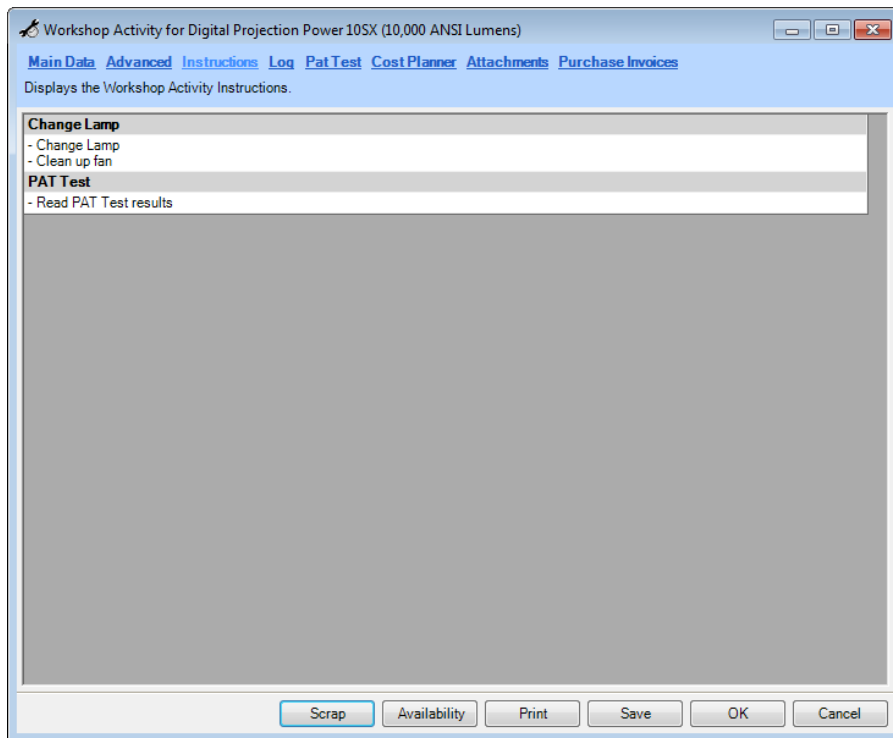 Workshop Activity for Digital Projection Power 10SX (10,000 ANSI Lumens)
Main Data Advanced Instructions Log Pat Test Cost Planner Attachments Purchase Invoices
Displays the Workshop Activity Instructions.
Change Lamp
- Change Lamp
- Clean up fan
PAT Test
- Read PAT Test results
Scrap Availability Print Save OK Cancel